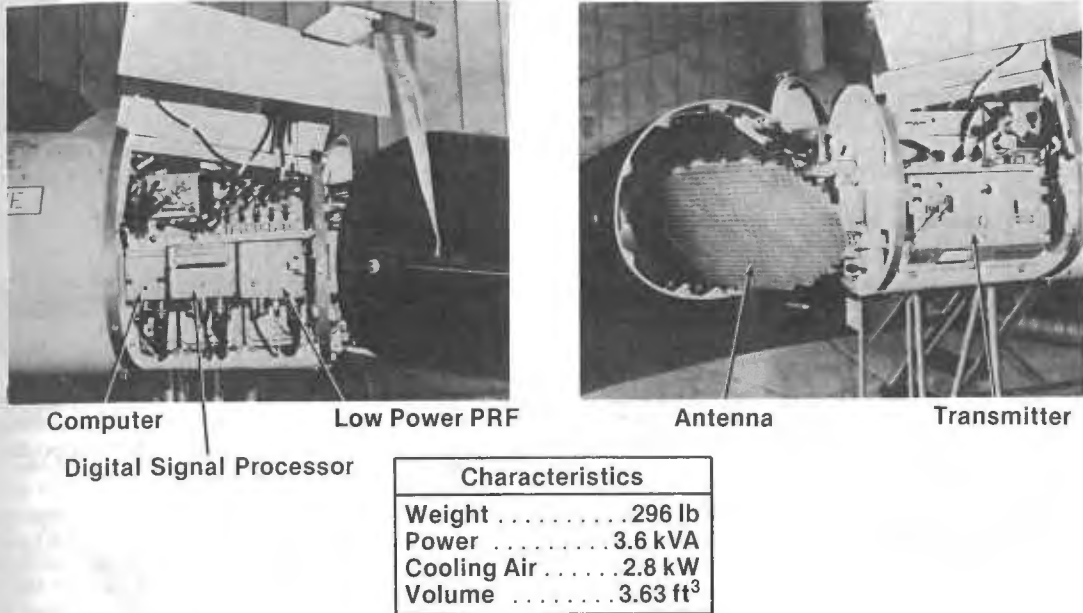 Computer
Low Power PRF
Digital Signal Processor
Antenna
Transmitter
Characteristics
Weight .......... 296 lb
Power ......... 3.6 kVA
Cooling Air ...... 2.8 kW
Volume ........ 3.63 ft³